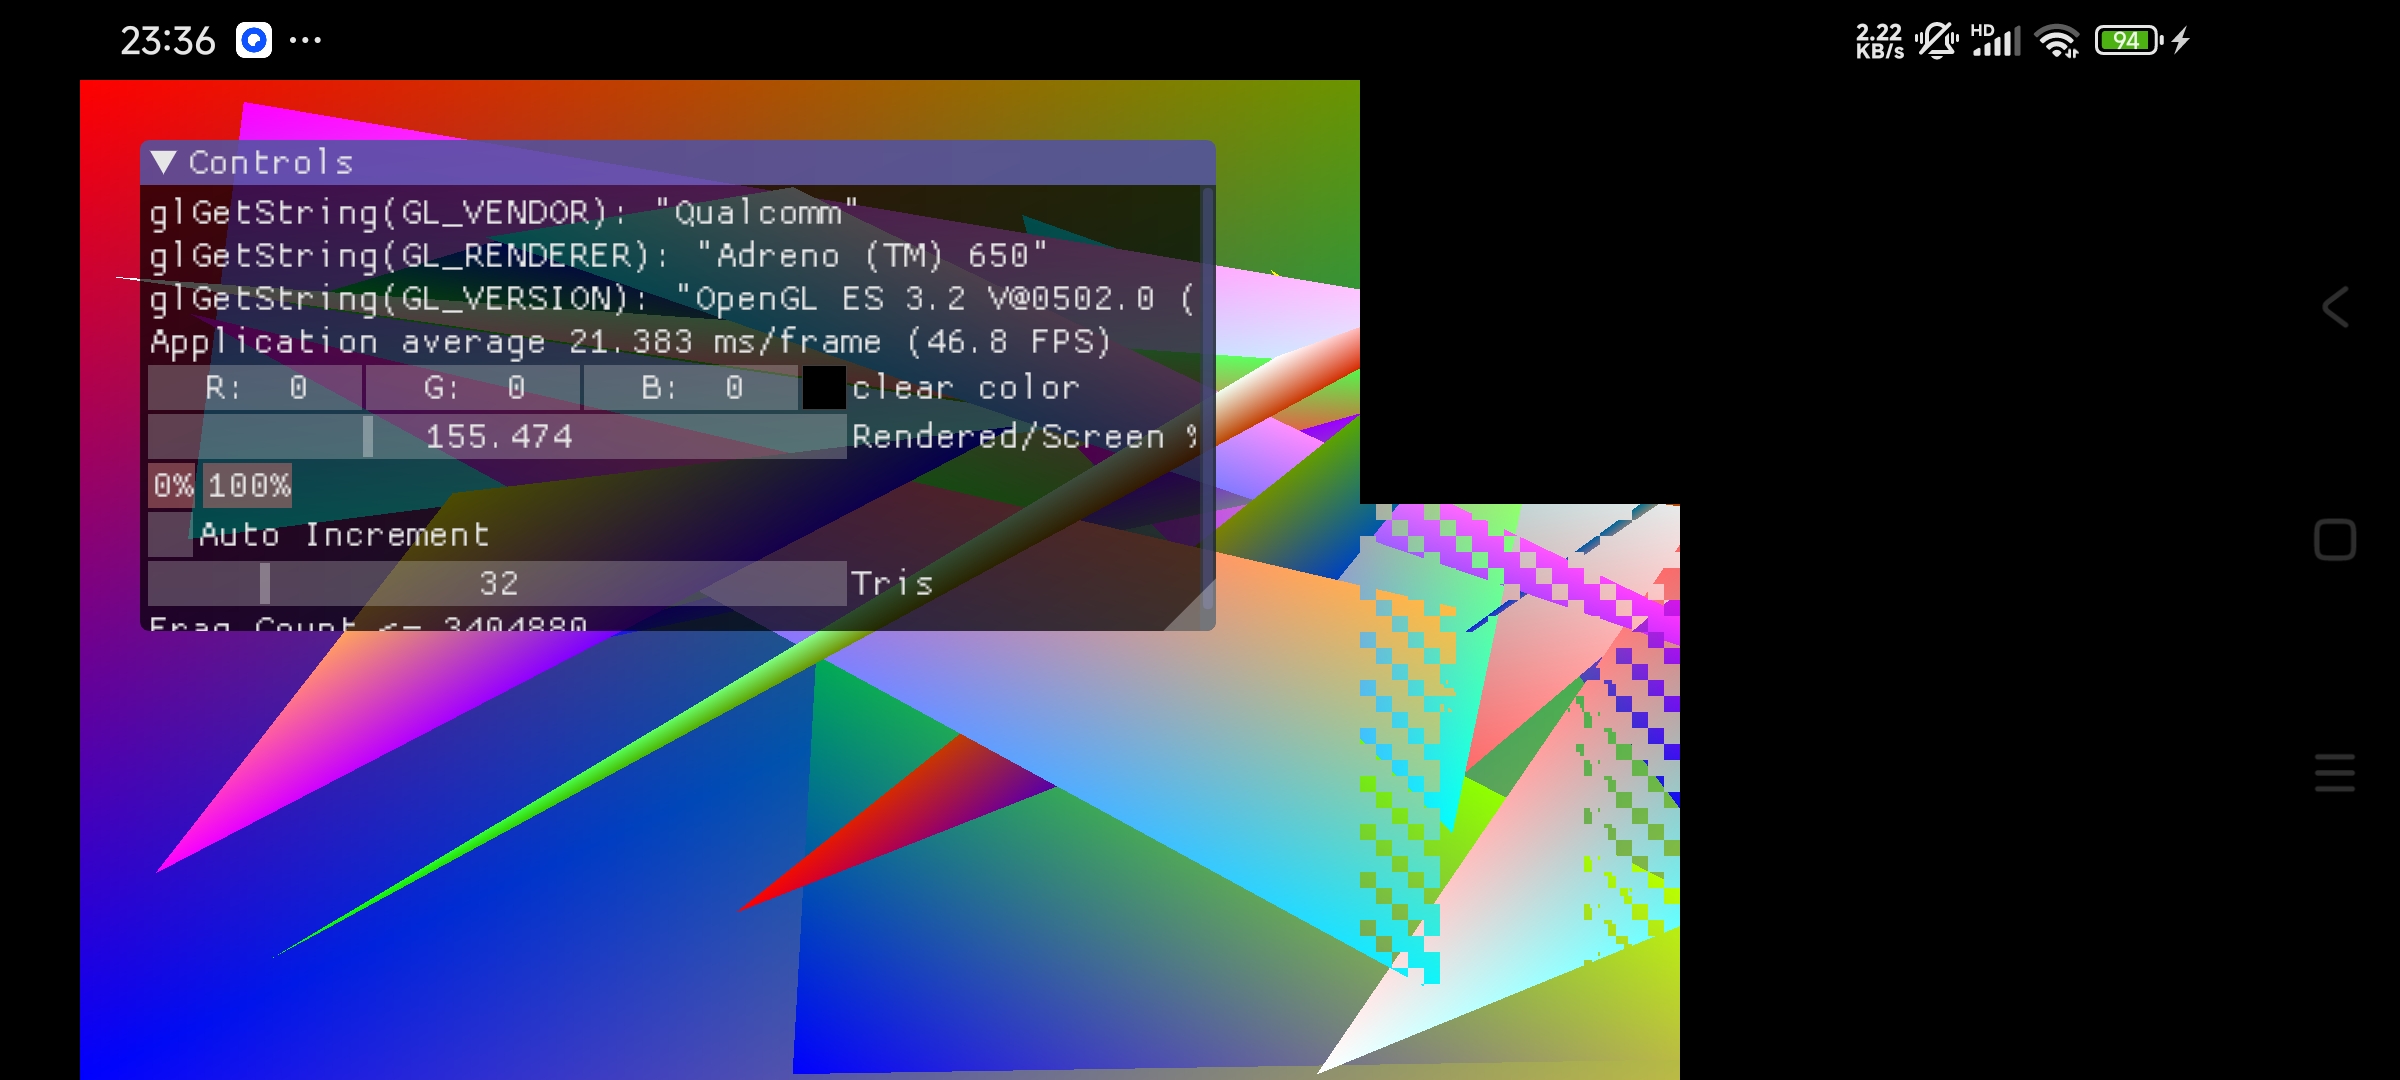 23:36 ... 2.22 KB/s HD 94
Controls
glGetString(GL_VENDOR): "Qualcomm"
glGetString(GL_RENDERER): "Adreno (TM) 650"
glGetString(GL_VERSION): "OpenGL ES 3.2 V@0502.0 (
Application average 21.383 ms/frame (46.8 FPS)
R: 0 G: 0 B: 0 clear color
155.474 Rendered/Screen %
0% 100%
Auto Increment
32 Tris
Frag Count <= 3404880